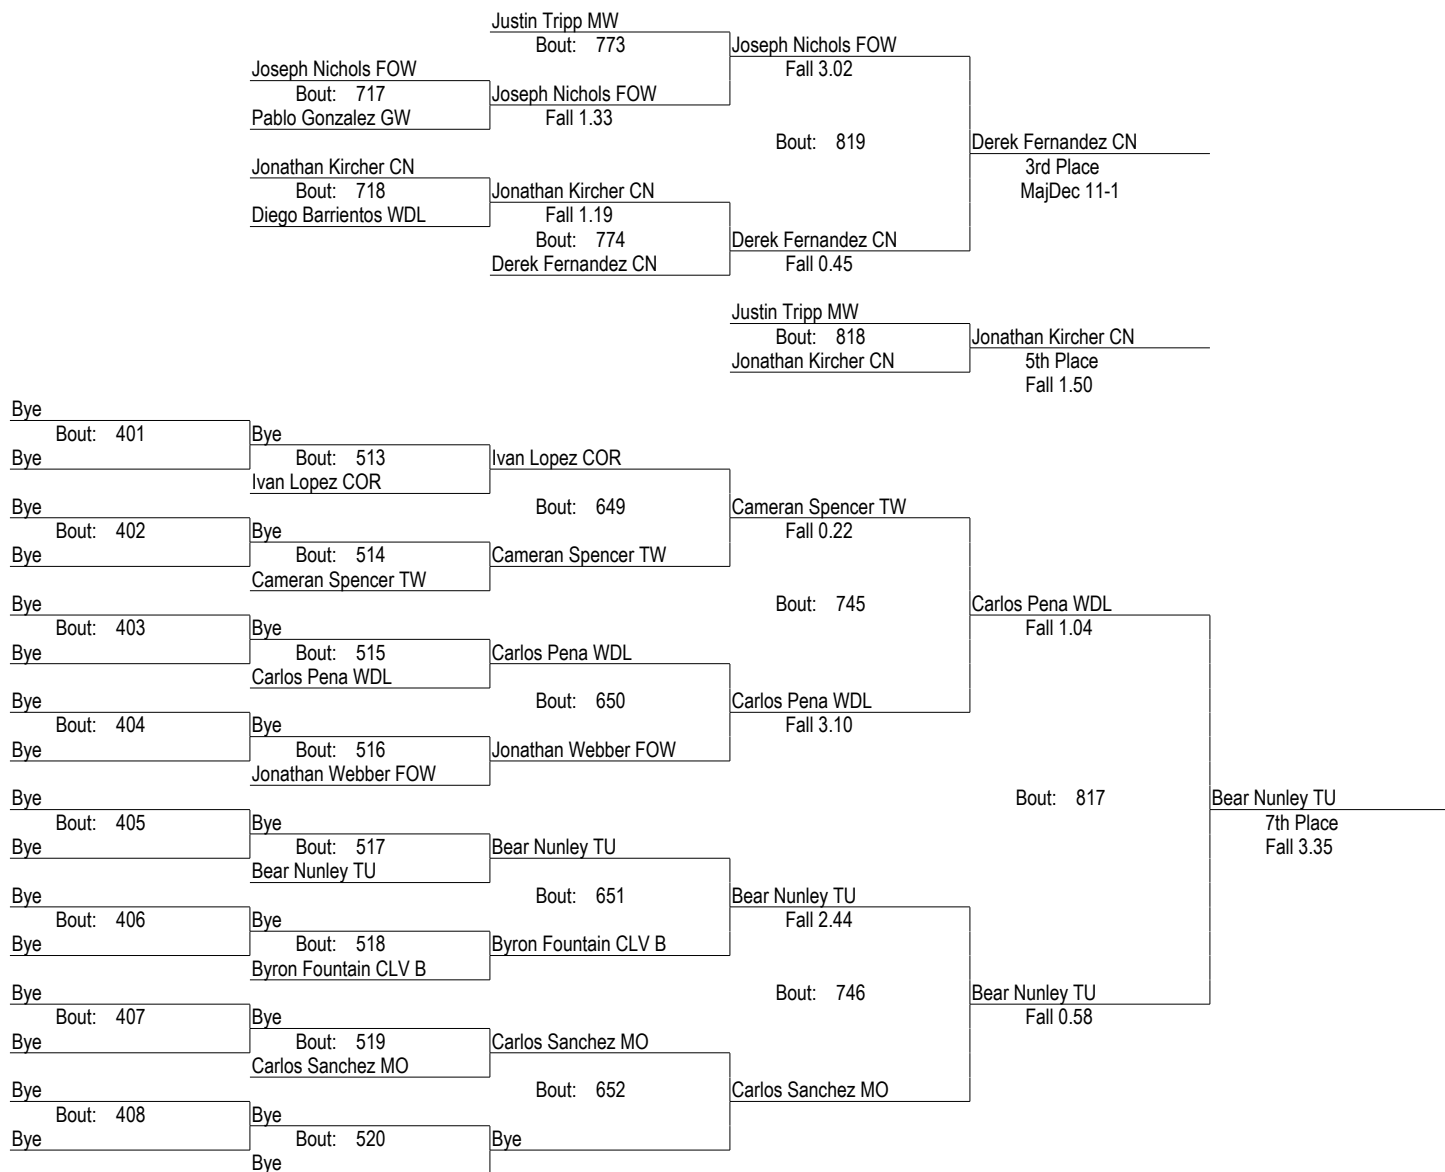 Justin Tripp MW
Bout: 773
Joseph Nichols FOW
Joseph Nichols FOW
Fall 3.02
Bout: 717
Joseph Nichols FOW
Pablo Gonzalez GW
Fall 1.33
Bout: 819
Derek Fernandez CN
Jonathan Kircher CN
3rd Place
Bout: 718
Jonathan Kircher CN
MajDec 11-1
Diego Barrientos WDL
Fall 1.19
Bout: 774
Derek Fernandez CN
Derek Fernandez CN
Fall 0.45
Justin Tripp MW
Bout: 818
Jonathan Kircher CN
Jonathan Kircher CN
5th Place
Fall 1.50
Bye
Bout: 401
Bye
Bye
Bout: 513
Ivan Lopez COR
Ivan Lopez COR
Bye
Bout: 649
Cameran Spencer TW
Bout: 402
Bye
Fall 0.22
Bye
Bout: 514
Cameran Spencer TW
Cameran Spencer TW
Bye
Bout: 745
Carlos Pena WDL
Bout: 403
Bye
Fall 1.04
Bye
Bout: 515
Carlos Pena WDL
Carlos Pena WDL
Bye
Bout: 650
Carlos Pena WDL
Bout: 404
Bye
Fall 3.10
Bye
Bout: 516
Jonathan Webber FOW
Jonathan Webber FOW
Bye
Bout: 817
Bear Nunley TU
Bout: 405
Bye
7th Place
Bye
Bout: 517
Bear Nunley TU
Fall 3.35
Bear Nunley TU
Bye
Bout: 651
Bear Nunley TU
Bout: 406
Bye
Fall 2.44
Bye
Bout: 518
Byron Fountain CLV B
Byron Fountain CLV B
Bye
Bout: 746
Bear Nunley TU
Bout: 407
Bye
Fall 0.58
Bye
Bout: 519
Carlos Sanchez MO
Carlos Sanchez MO
Bye
Bout: 652
Carlos Sanchez MO
Bout: 408
Bye
Bye
Bout: 520
Bye
Bye